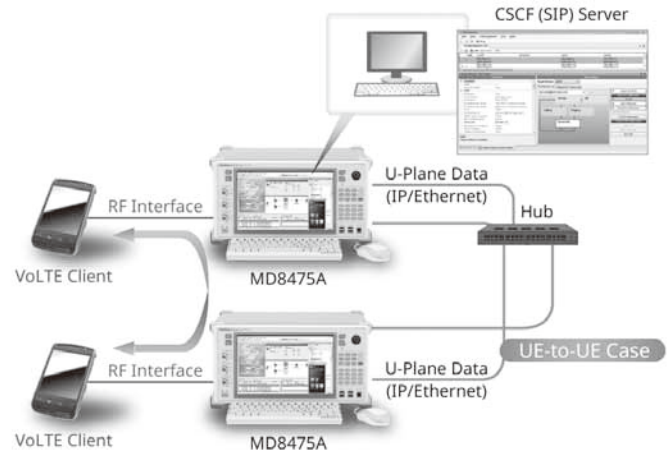 CSCF (SIP) Server
U-Plane Data
(IP/Ethernet)
RF Interface
Hub
VoLTE Client
MD8475A
UE-to-UE Case
RF Interface
U-Plane Data
(IP/Ethernet)
VoLTE Client
MD8475A